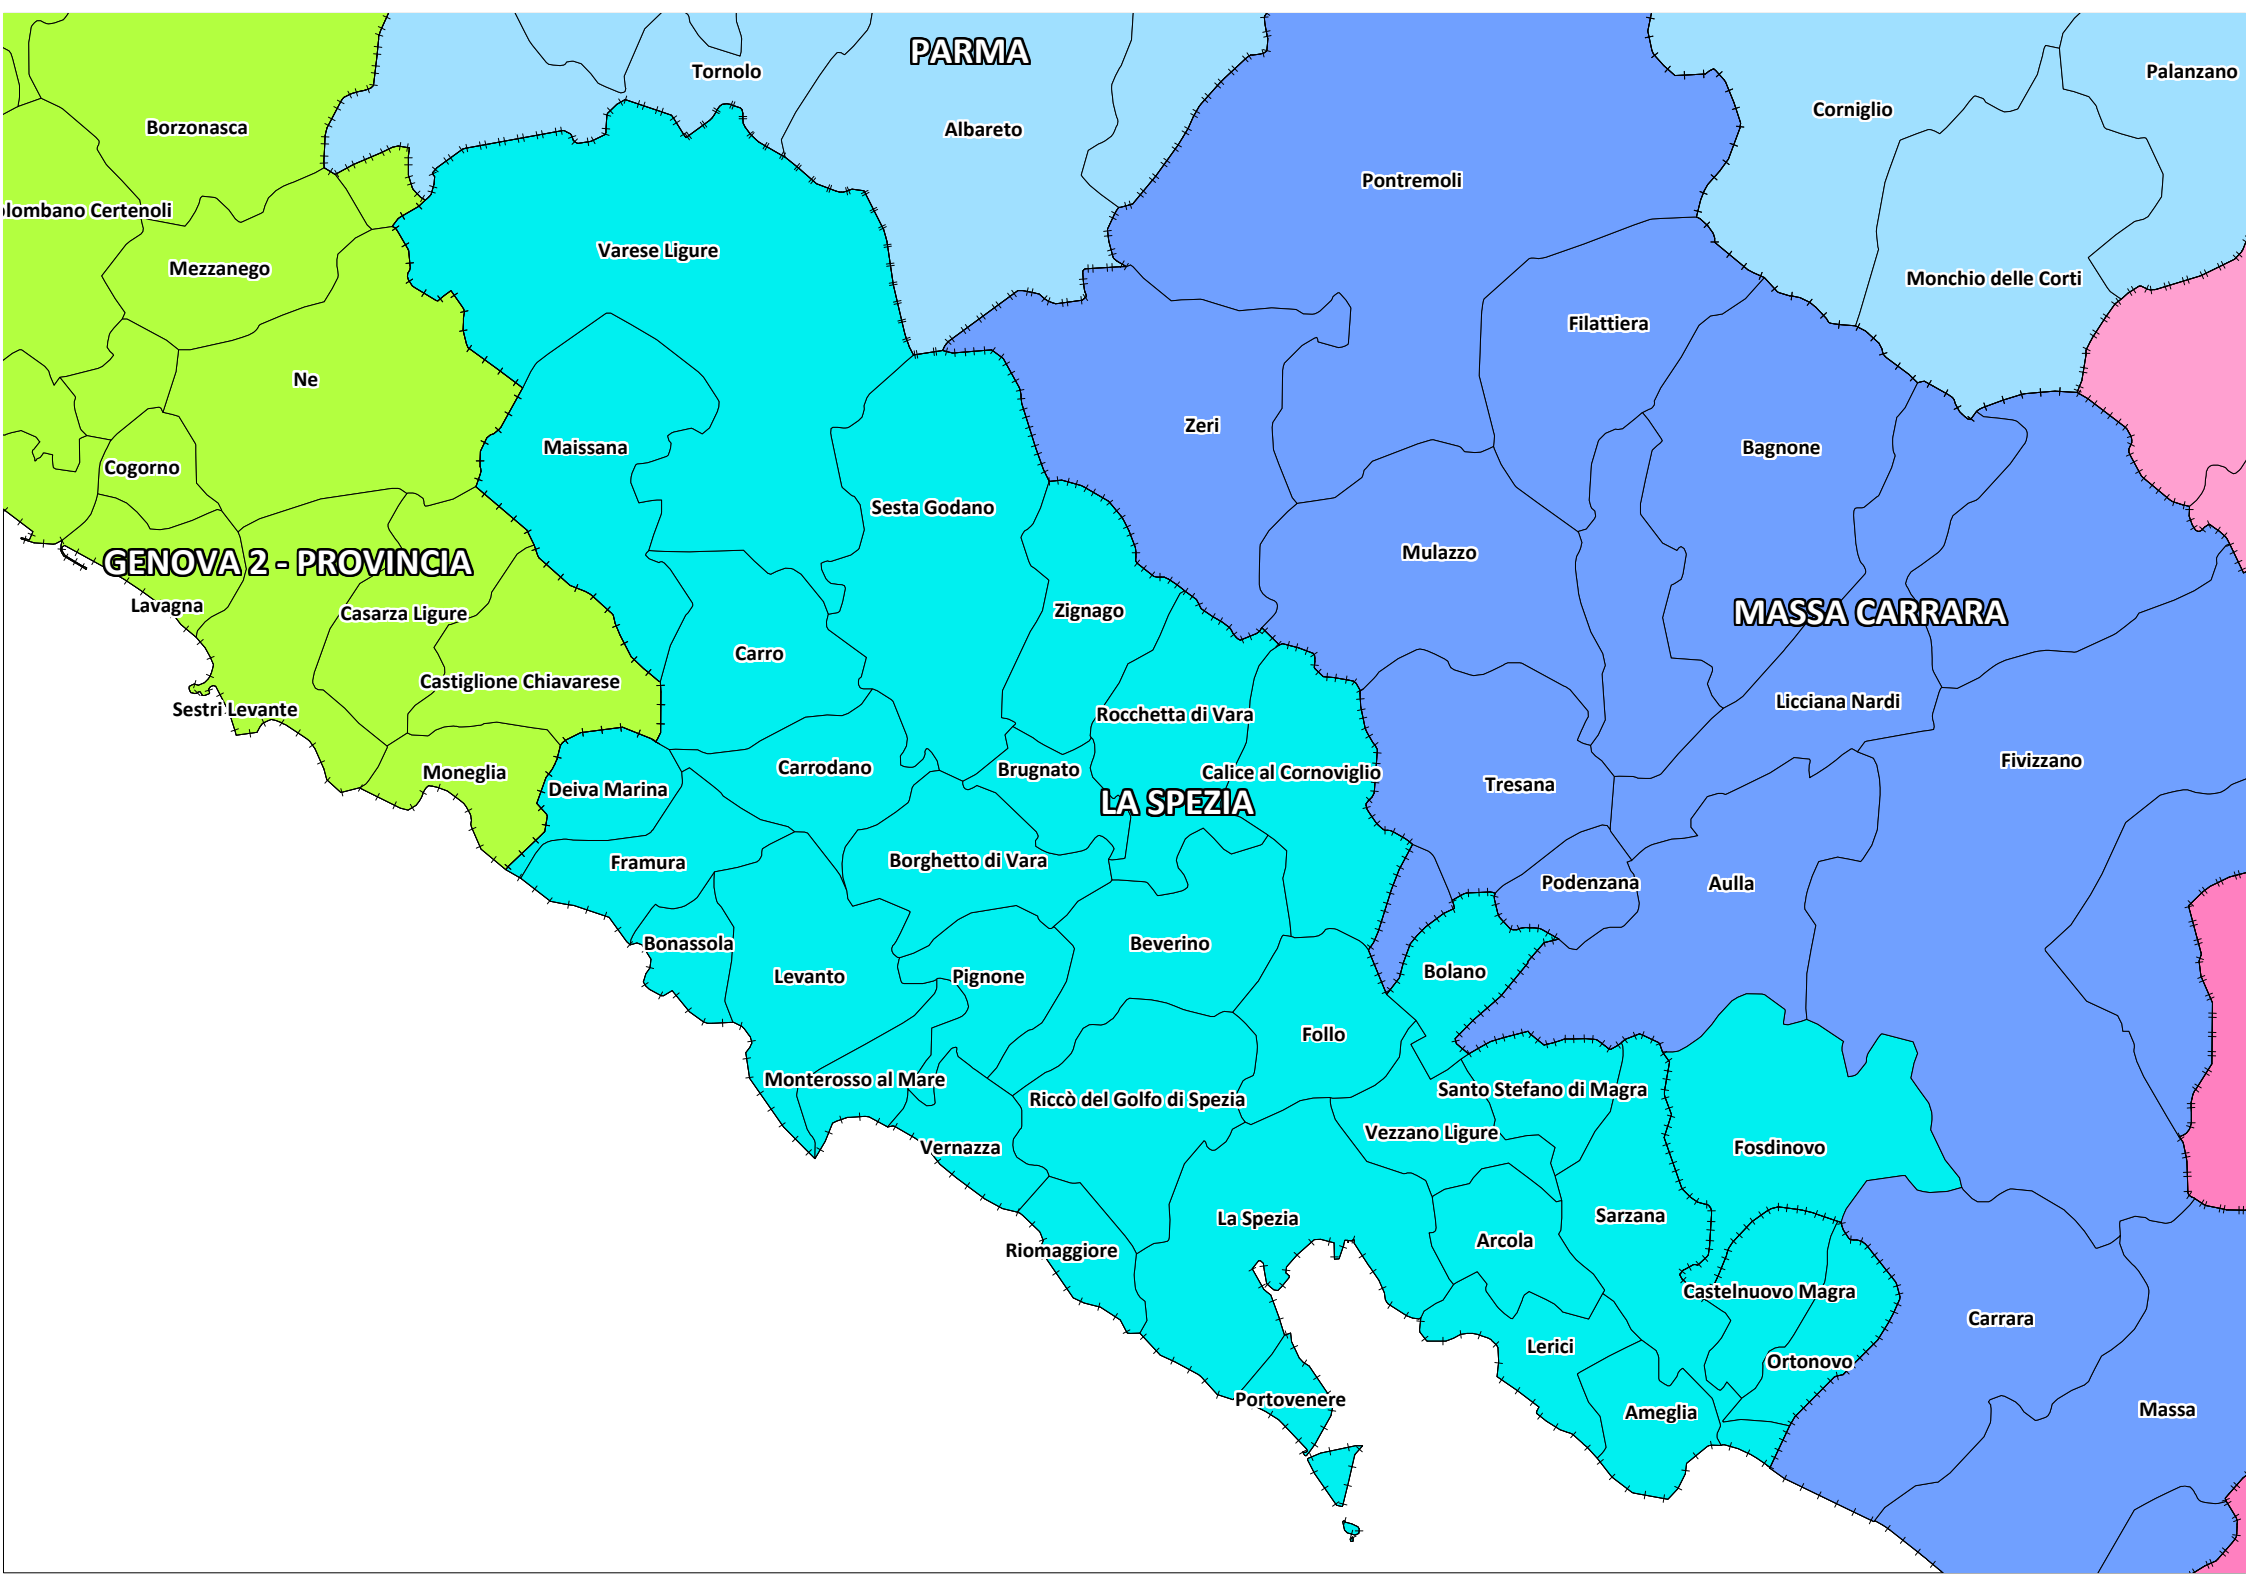 PARMA
Tornolo
Palanzano
Corniglio
Borzonasca
Albareto
Pontremoli
olombano Certenoli
Varese Ligure
Mezzanego
Monchio delle Corti
Filattiera
Ne
Zeri
Maissana
Bagnone
Cogorno
Sesta Godano
Mulazzo
GENOVA 2 - PROVINCIA
Lavagna
Casarza Ligure
Zignago
MASSA CARRARA
Carro
Castiglione Chiavarese
Licciana Nardi
Sestri Levante
Rocchetta di Vara
Fivizzano
Moneglia
Carrodano
Brugnato
Calice al Cornoviglio
Deiva Marina
Tresana
LA SPEZIA
Framura
Borghetto di Vara
Podenzana
Aulla
Bonassola
Beverino
Levanto
Pignone
Bolano
Follo
Monterosso al Mare
Santo Stefano di Magra
Riccò del Golfo di Spezia
Vezzano Ligure
Vernazza
Fosdinovo
La Spezia
Sarzana
Arcola
Riomaggiore
Castelnuovo Magra
Carrara
Lerici
Ortonovo
Portovenere
Ameglia
Massa